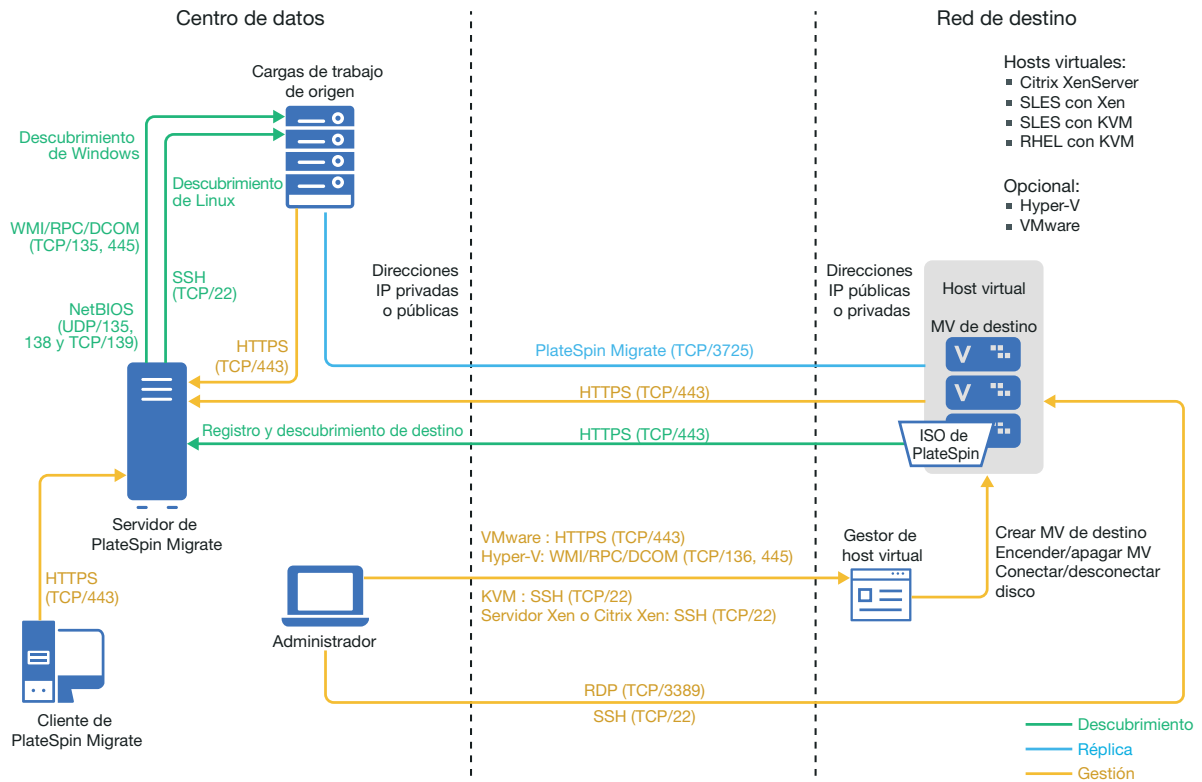 Centro de datos
Red de destino
Cargas de trabajo
de origen
Hosts virtuales:
Citrix XenServer
SLES con Xen
SLES con KVM
RHEL con KVM
Opcional:
Hyper-V
VMware
Descubrimiento
de Windows
Descubrimiento
de Linux
WMI/RPC/DCOM
(TCP/135, 445)
SSH
(TCP/22)
NetBIOS
(UDP/135,
138 y TCP/139)
HTTPS
(TCP/443)
Direcciones
IP privadas
o públicas
Direcciones
IP públicas
o privadas
Host virtual
MV de destino
V
V
PlateSpin Migrate (TCP/3725)
HTTPS (TCP/443)
Registro y descubrimiento de destino
HTTPS (TCP/443)
ISO de
PlateSpin
Servidor de
PlateSpin Migrate
VMware : HTTPS (TCP/443)
Hyper-V: WMI/RPC/DCOM (TCP/136, 445)
KVM : SSH (TCP/22)
Servidor Xen o Citrix Xen: SSH (TCP/22)
Gestor de
host virtual
Crear MV de destino
Encender/apagar MV
Conectar/desconectar
disco
HTTPS
(TCP/443)
Administrador
RDP (TCP/3389)
SSH (TCP/22)
Cliente de
PlateSpin Migrate
Descubrimiento
Réplica
Gestión